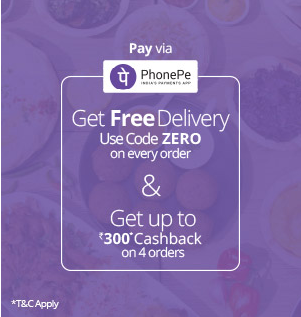 Pay via
पे PhonePe
INDIA'S PAYMENTS APP
Get Free Delivery
Use Code ZERO
on every order
&
Get up to
₹300* Cashback
on 4 orders
*T&C Apply